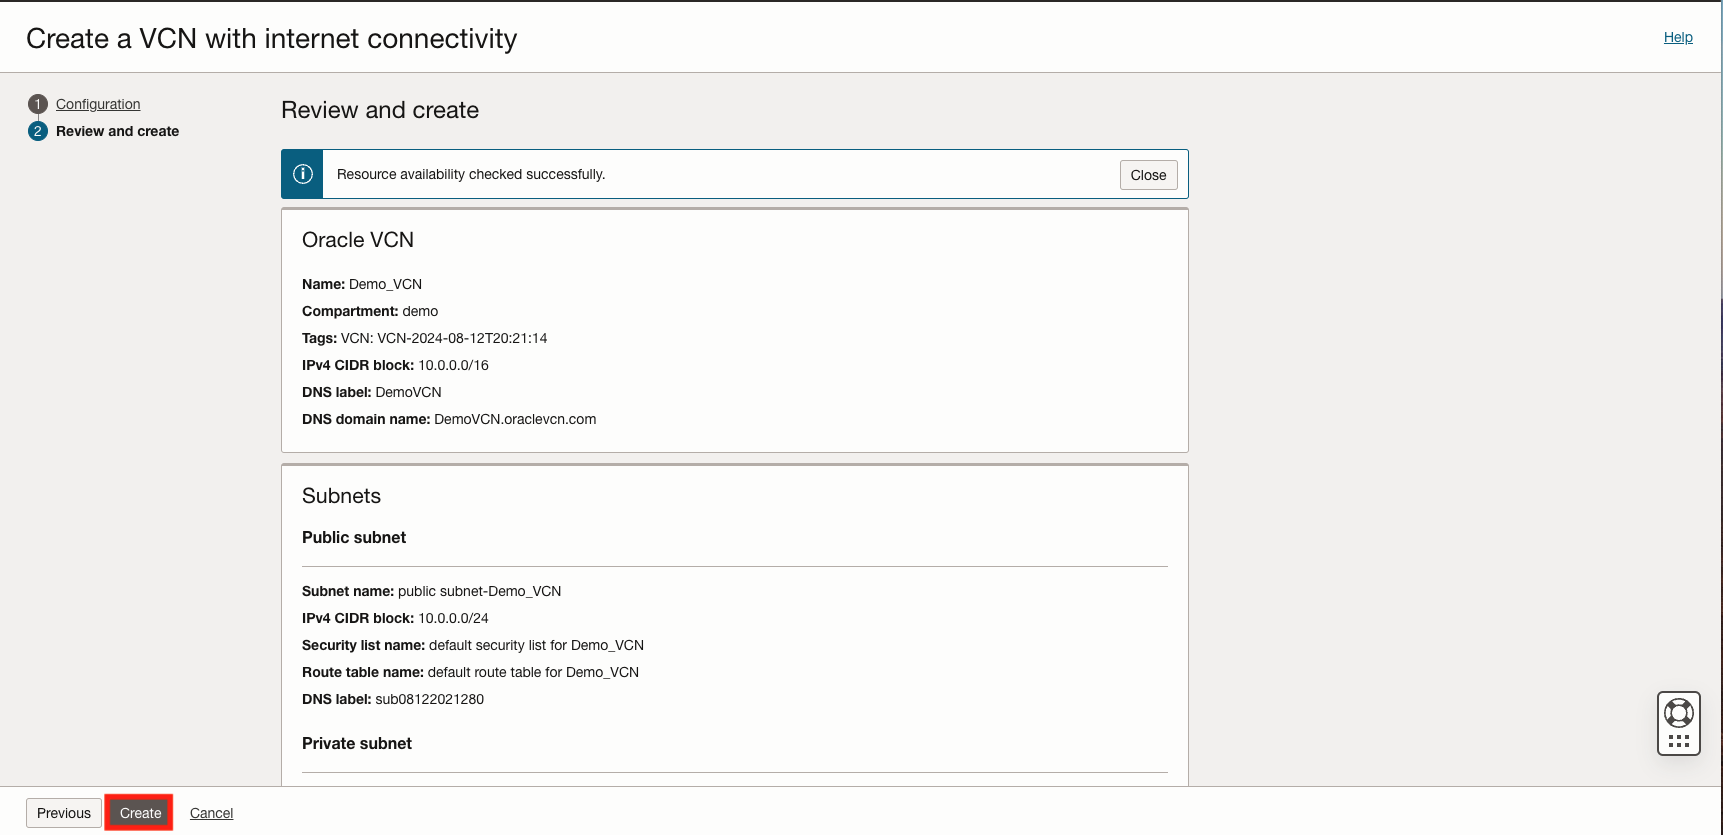 Create a VCN with internet connectivity
Help
1 Configuration
2 Review and create
Review and create
Resource availability checked successfully.
Close
Oracle VCN
Name: Demo_VCN
Compartment: demo
Tags: VCN: VCN-2024-08-12T20:21:14
IPv4 CIDR block: 10.0.0.0/16
DNS label: DemoVCN
DNS domain name: DemoVCN.oraclevcn.com
Subnets
Public subnet
Subnet name: public subnet-Demo_VCN
IPv4 CIDR block: 10.0.0.0/24
Security list name: default security list for Demo_VCN
Route table name: default route table for Demo_VCN
DNS label: sub08122021280
Private subnet
Previous Create Cancel